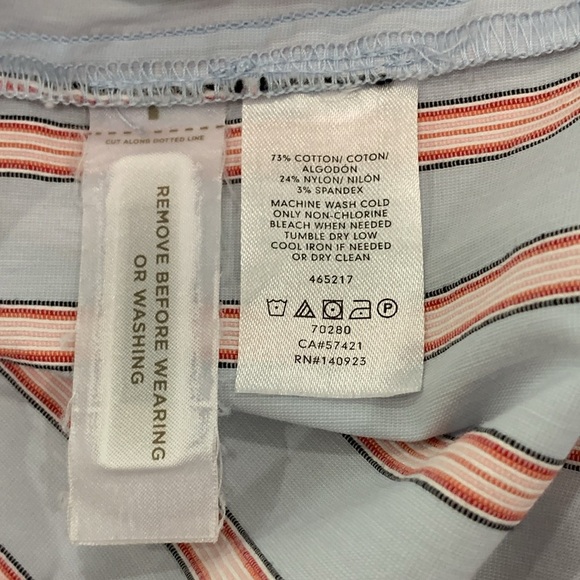 CUT ALONG DOTTED LINE
REMOVE BEFORE WEARING
OR WASHING
73% COTTON/ COTON/
ALGODÓN
24% NYLON/ NILÓN/
3% SPANDEX
MACHINE WASH COLD
ONLY NON-CHLORINE
BLEACH WHEN NEEDED
TUMBLE DRY LOW
COOL IRON IF NEEDED
OR DRY CLEAN
465217
P
70280
CA#57421
RN#140923